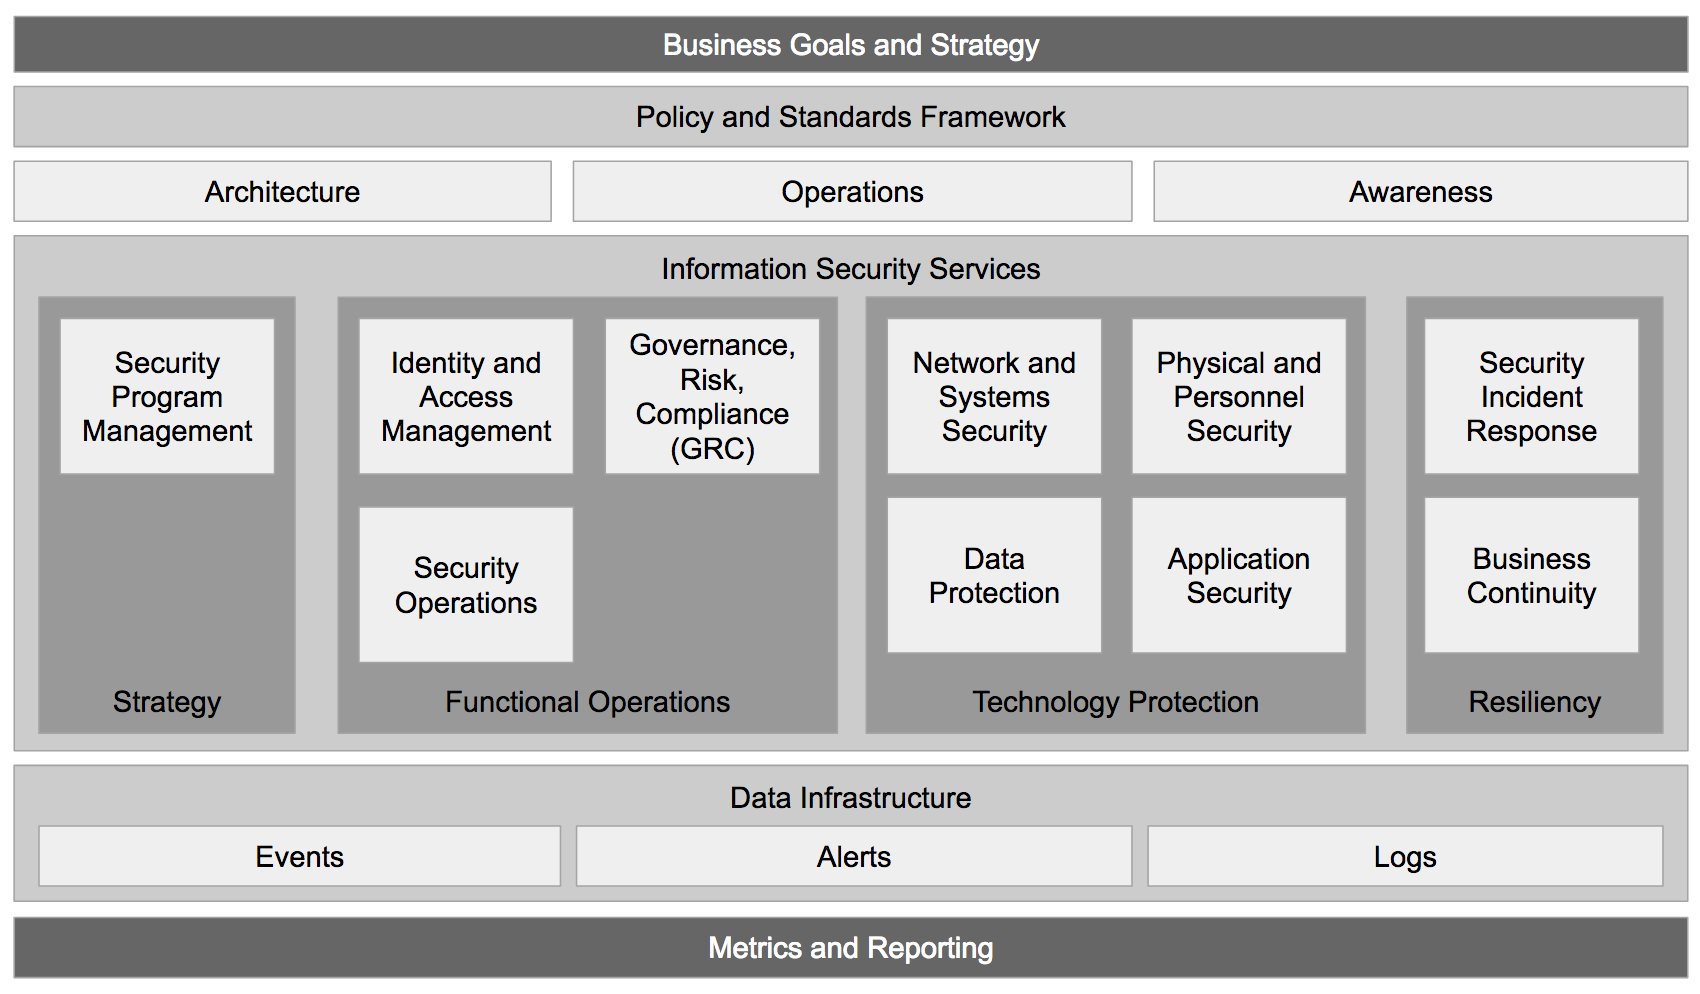 Business Goals and Strategy
Policy and Standards Framework
Architecture
Operations
Awareness
Information Security Services
Security
Program
Management
Strategy
Identity and
Access
Management
Governance,
Risk,
Compliance
(GRC)
Security
Operations
Functional Operations
Network and
Systems
Security
Physical and
Personnel
Security
Data
Protection
Application
Security
Technology Protection
Security
Incident
Response
Business
Continuity
Resiliency
Data Infrastructure
Events
Alerts
Logs
Metrics and Reporting